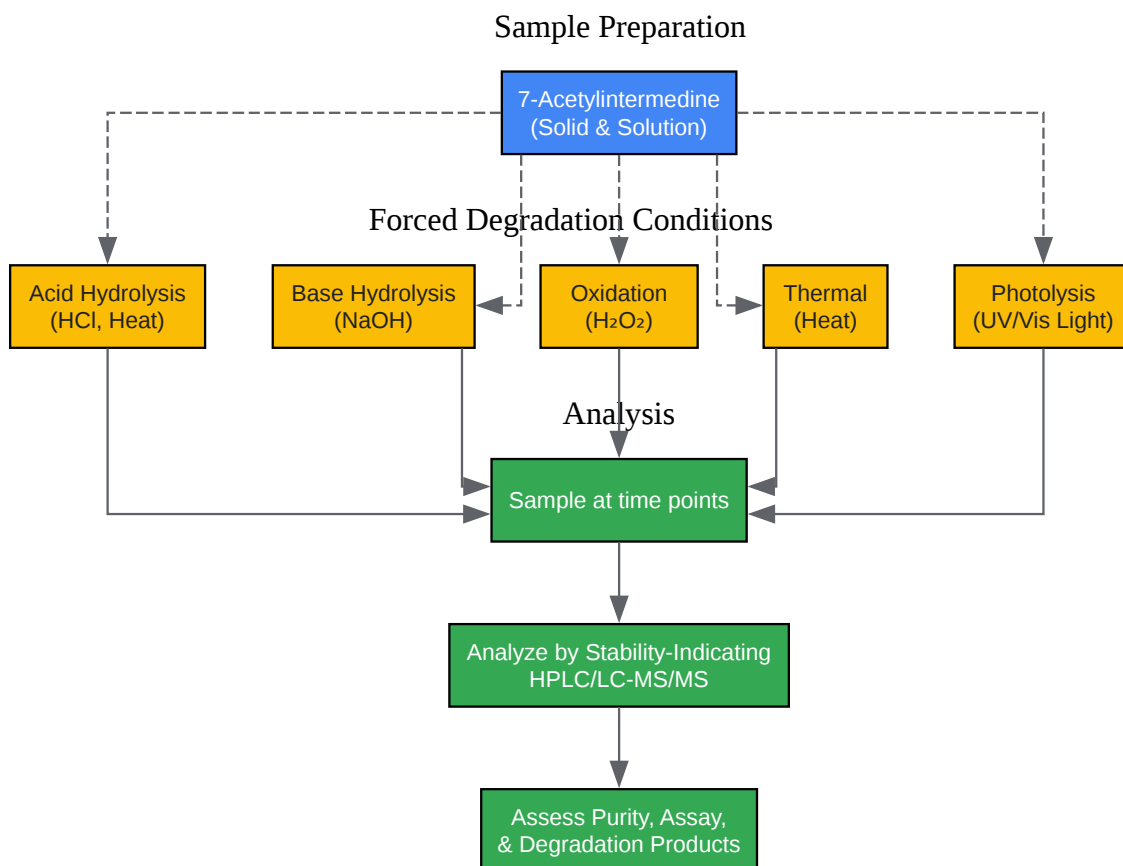 Sample Preparation
7-Acetylintermedine
(Solid & Solution)
Forced Degradation Conditions
Acid Hydrolysis
(HCl, Heat)
Base Hydrolysis
(NaOH)
Oxidation
(H₂O₂)
Thermal
(Heat)
Photolysis
(UV/Vis Light)
Analysis
Sample at time points
Analyze by Stability-Indicating
HPLC/LC-MS/MS
Assess Purity, Assay,
& Degradation Products